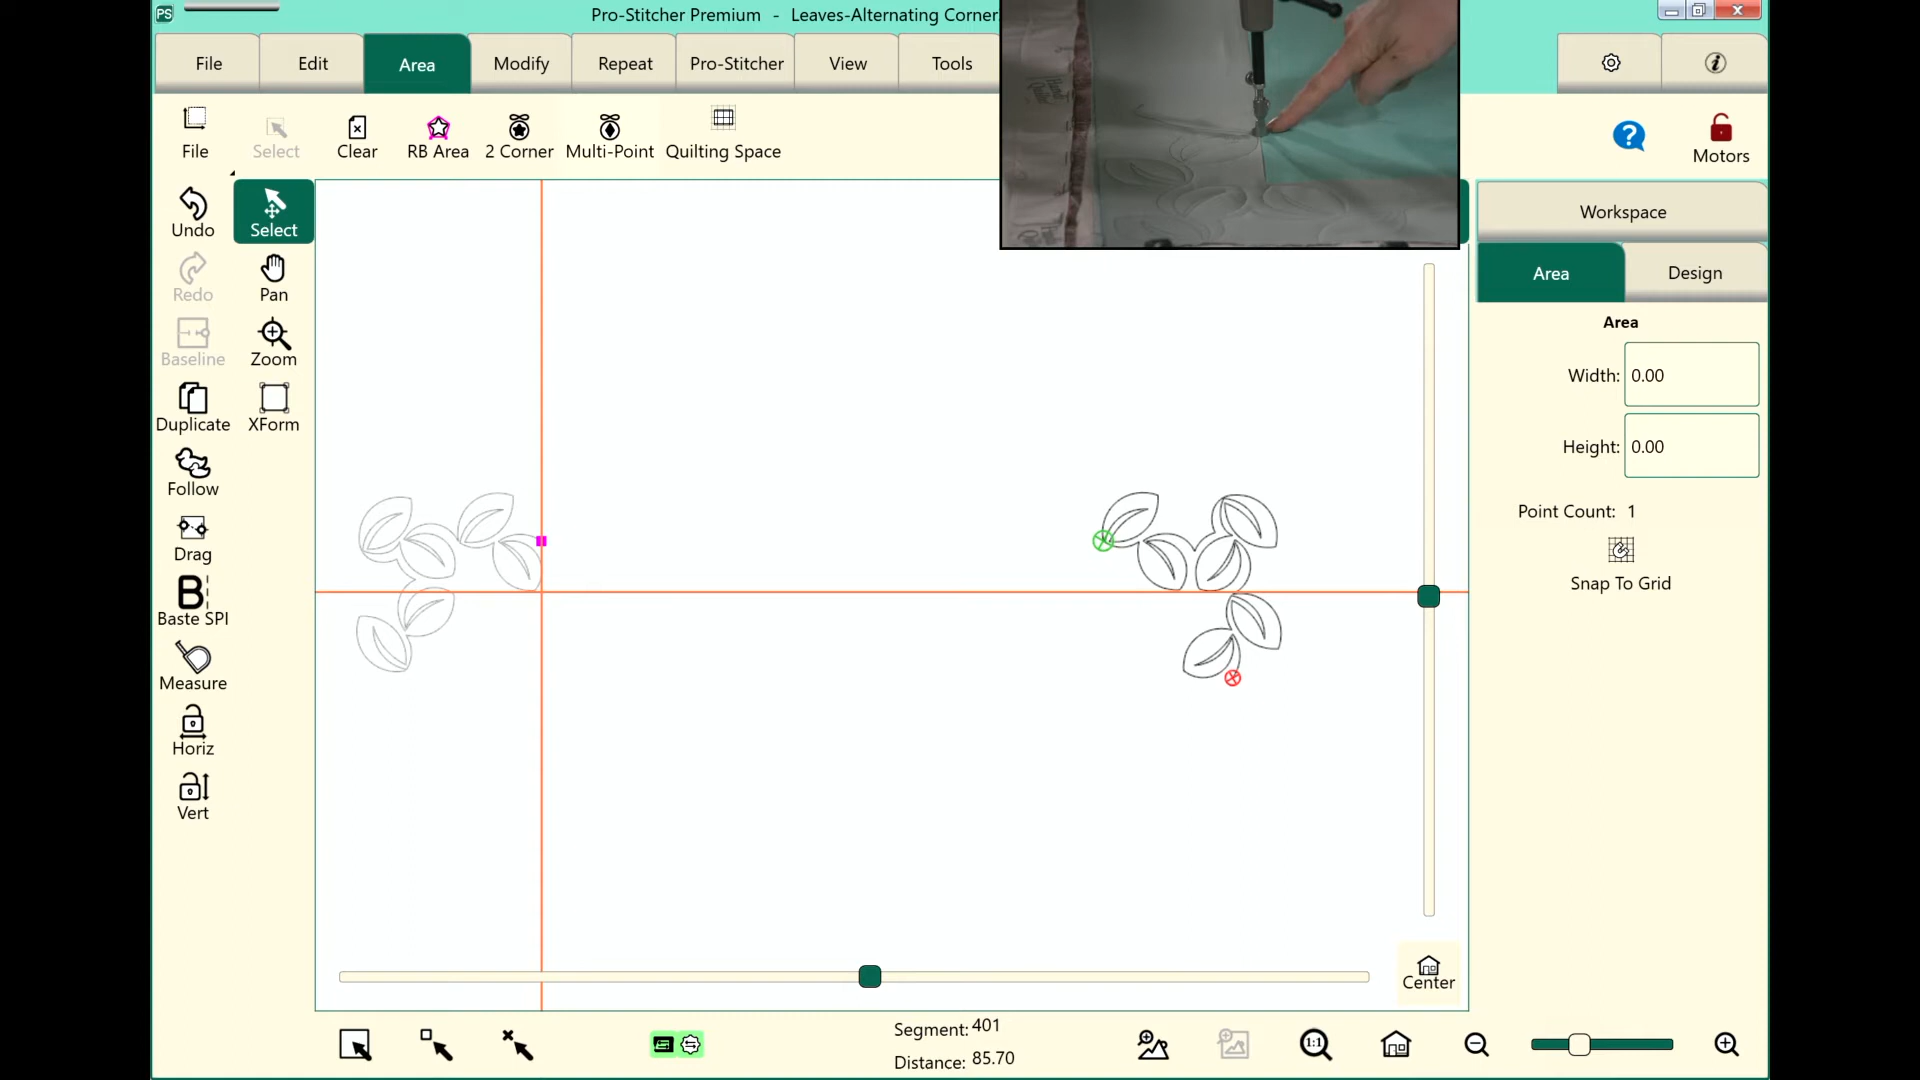 PS
Pro-Stitcher Premium - Leaves-Alternating Corner.
File
Edit
Area
Modify
Repeat
Pro-Stitcher
View
Tools
File
Select
Clear
RB Area
2 Corner
Multi-Point
Quilting Space
Motors
Undo
Select
Redo
Pan
Baseline
Zoom
Duplicate
XForm
Follow
Drag
Baste SPI
Measure
Horiz
Vert
Workspace
Area
Design
Area
Width: 0.00
Height: 0.00
Point Count: 1
Snap To Grid
Center
Segment: 401
Distance: 85.70
1:1